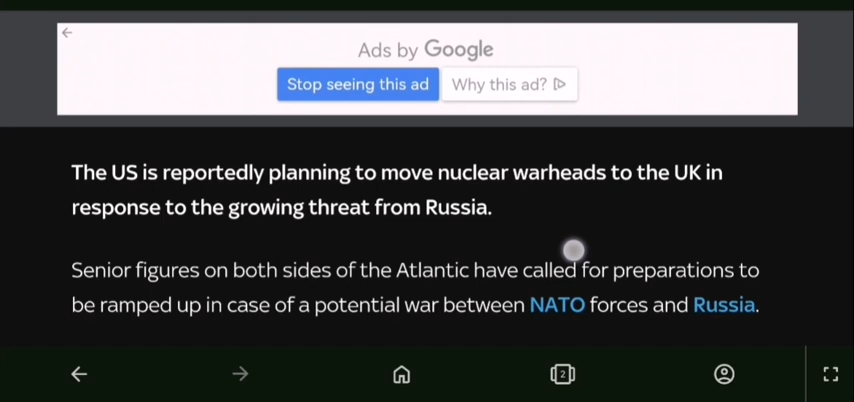 Ads by Google
Stop seeing this ad Why this ad?
The US is reportedly planning to move nuclear warheads to the UK in
response to the growing threat from Russia.
Senior figures on both sides of the Atlantic have called for preparations to
be ramped up in case of a potential war between NATO forces and Russia.
2